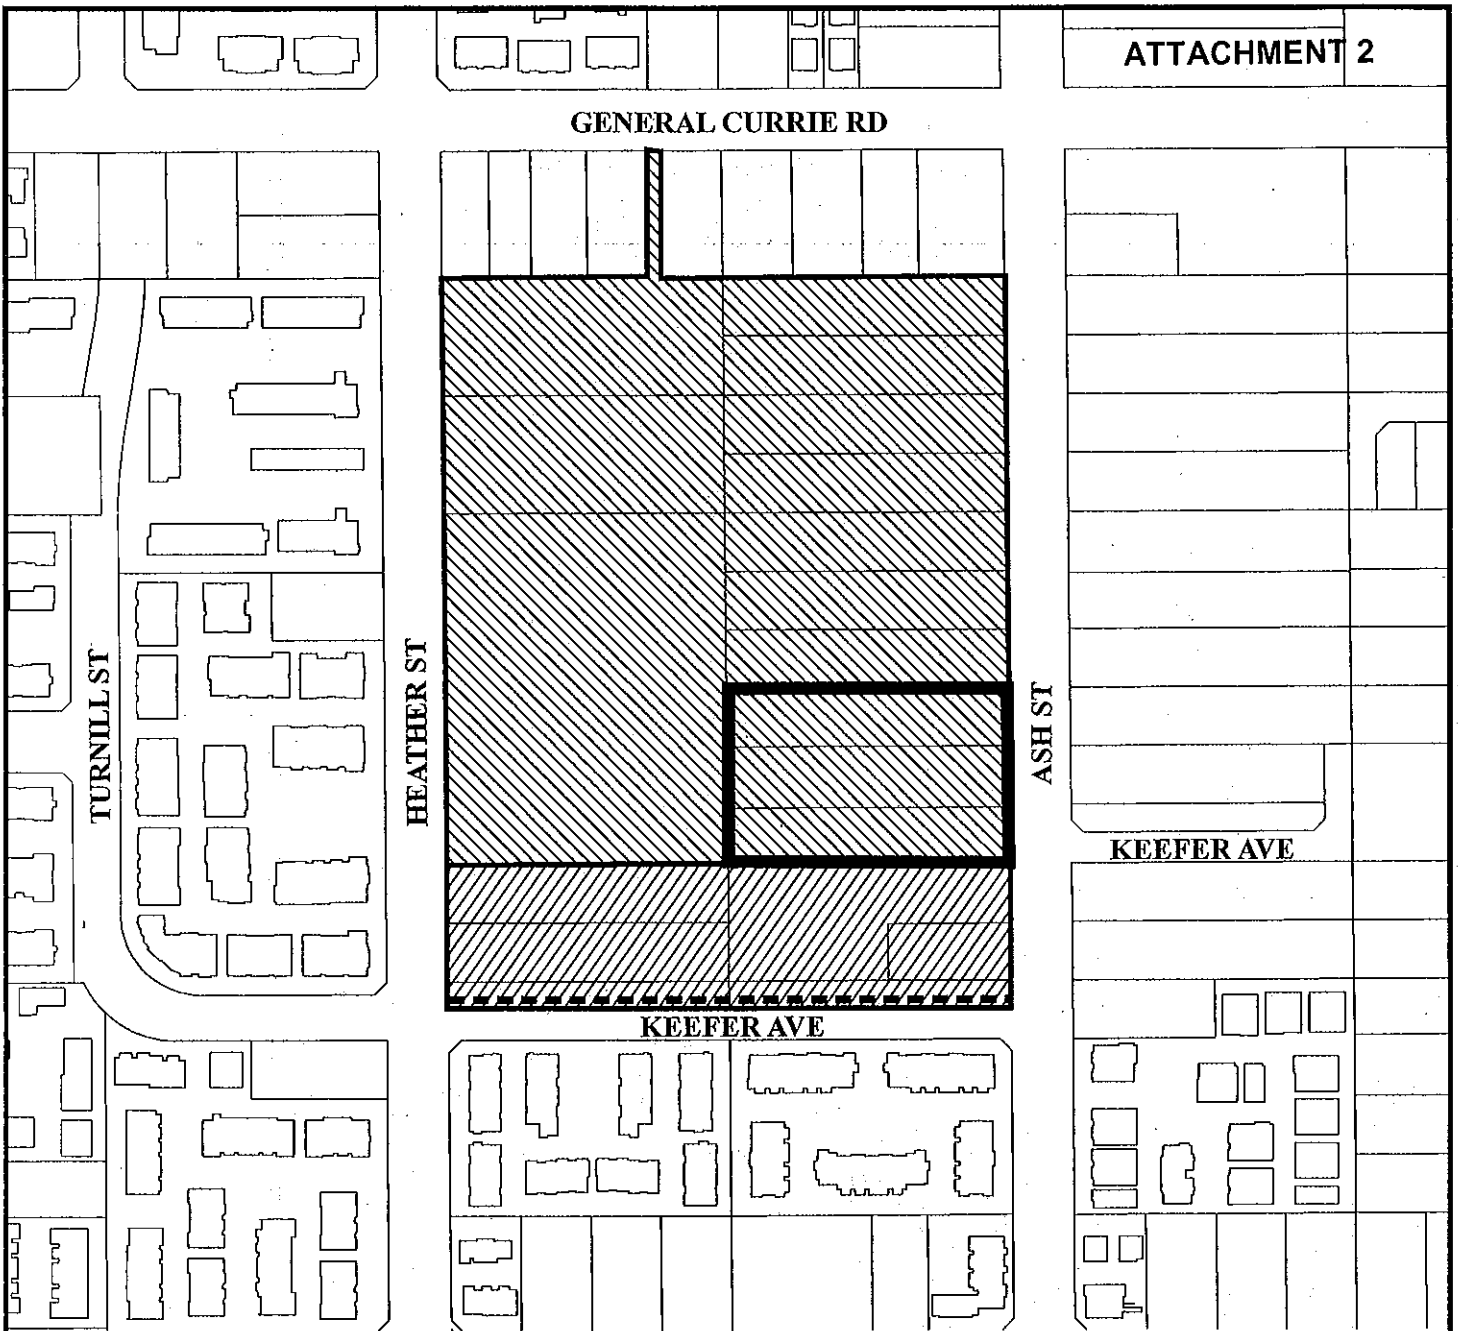 ATTACHMENT 2
GENERAL CURRIE RD
TURNILL ST
HEATHER ST
ASH ST
KEEFER AVE
KEEFER AVE